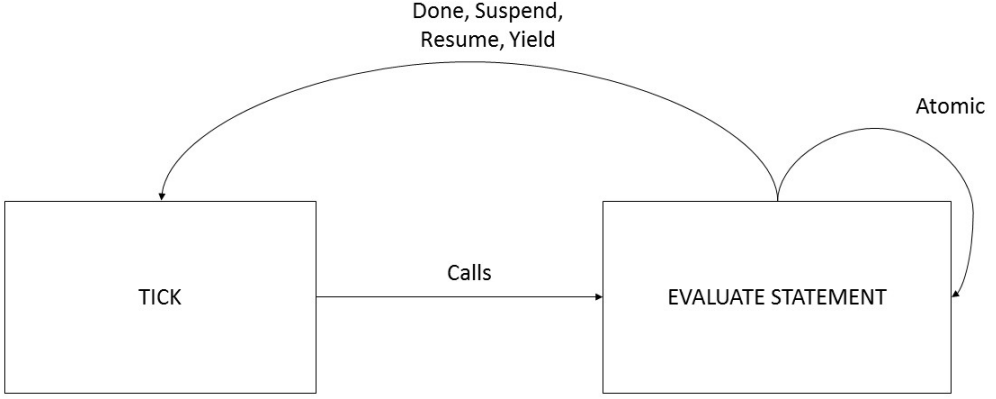 Done, Suspend,
Resume, Yield
Atomic
Calls
TICK
EVALUATE STATEMENT